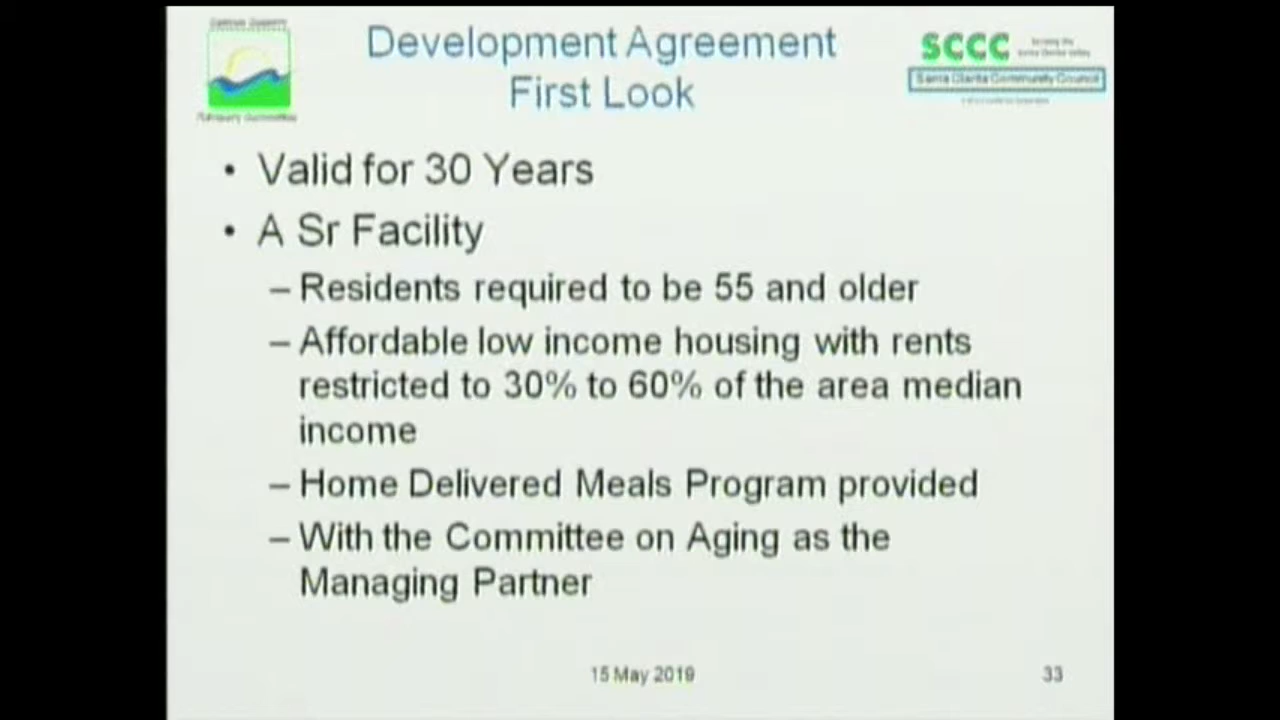 Development Agreement
First Look
SCCC
Santa Clarita Community Council
• Valid for 30 Years
• A Sr Facility
– Residents required to be 55 and older
– Affordable low income housing with rents
restricted to 30% to 60% of the area median
income
– Home Delivered Meals Program provided
– With the Committee on Aging as the
Managing Partner
15 May 2019
33